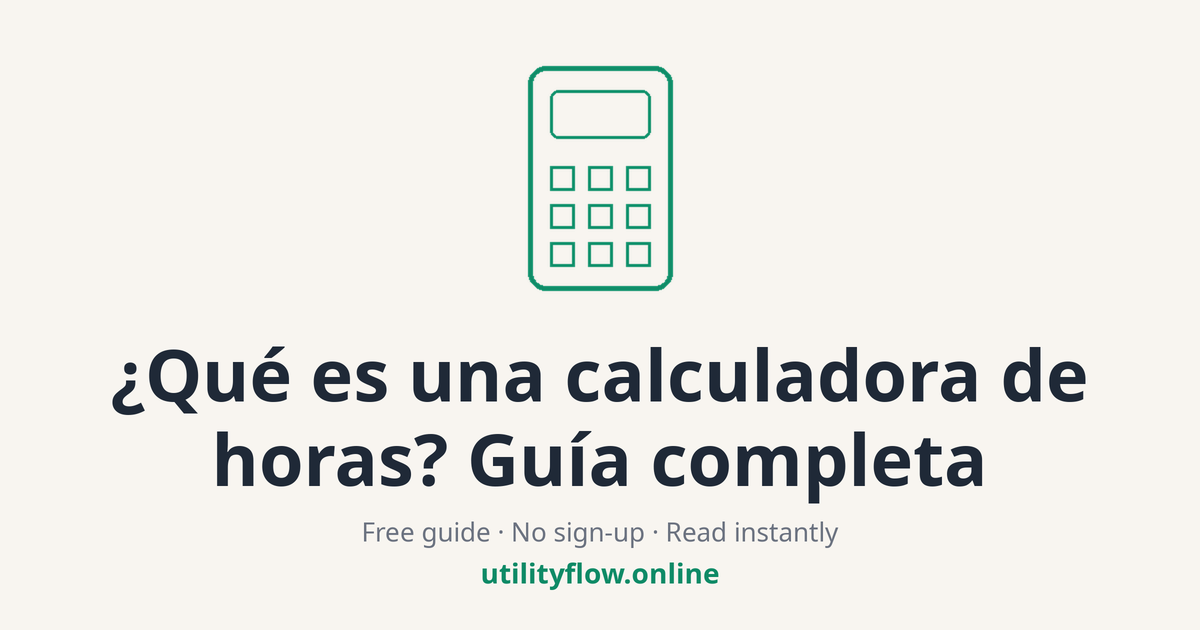 ¿Qué es una calculadora de
horas? Guía completa
Free guide · No sign-up · Read instantly
utilityflow.online